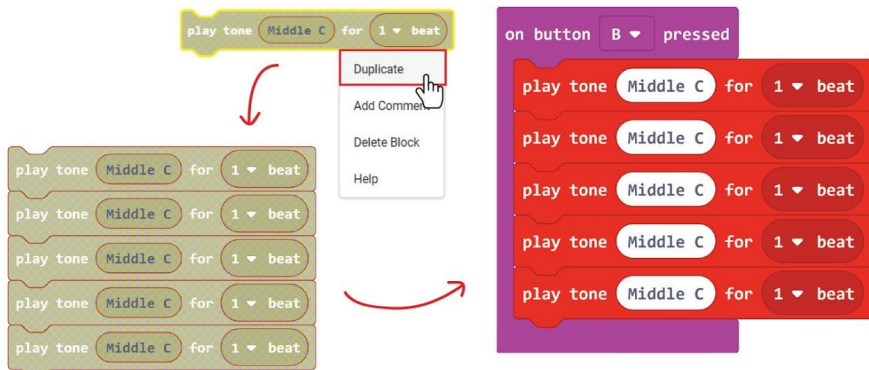 play tone Middle C for 1 beat
Duplicate
Add Comment
Delete Block
Help
play tone Middle C for 1 beat
play tone Middle C for 1 beat
play tone Middle C for 1 beat
play tone Middle C for 1 beat
play tone Middle C for 1 beat
on button B pressed
play tone Middle C for 1 beat
play tone Middle C for 1 beat
play tone Middle C for 1 beat
play tone Middle C for 1 beat
play tone Middle C for 1 beat